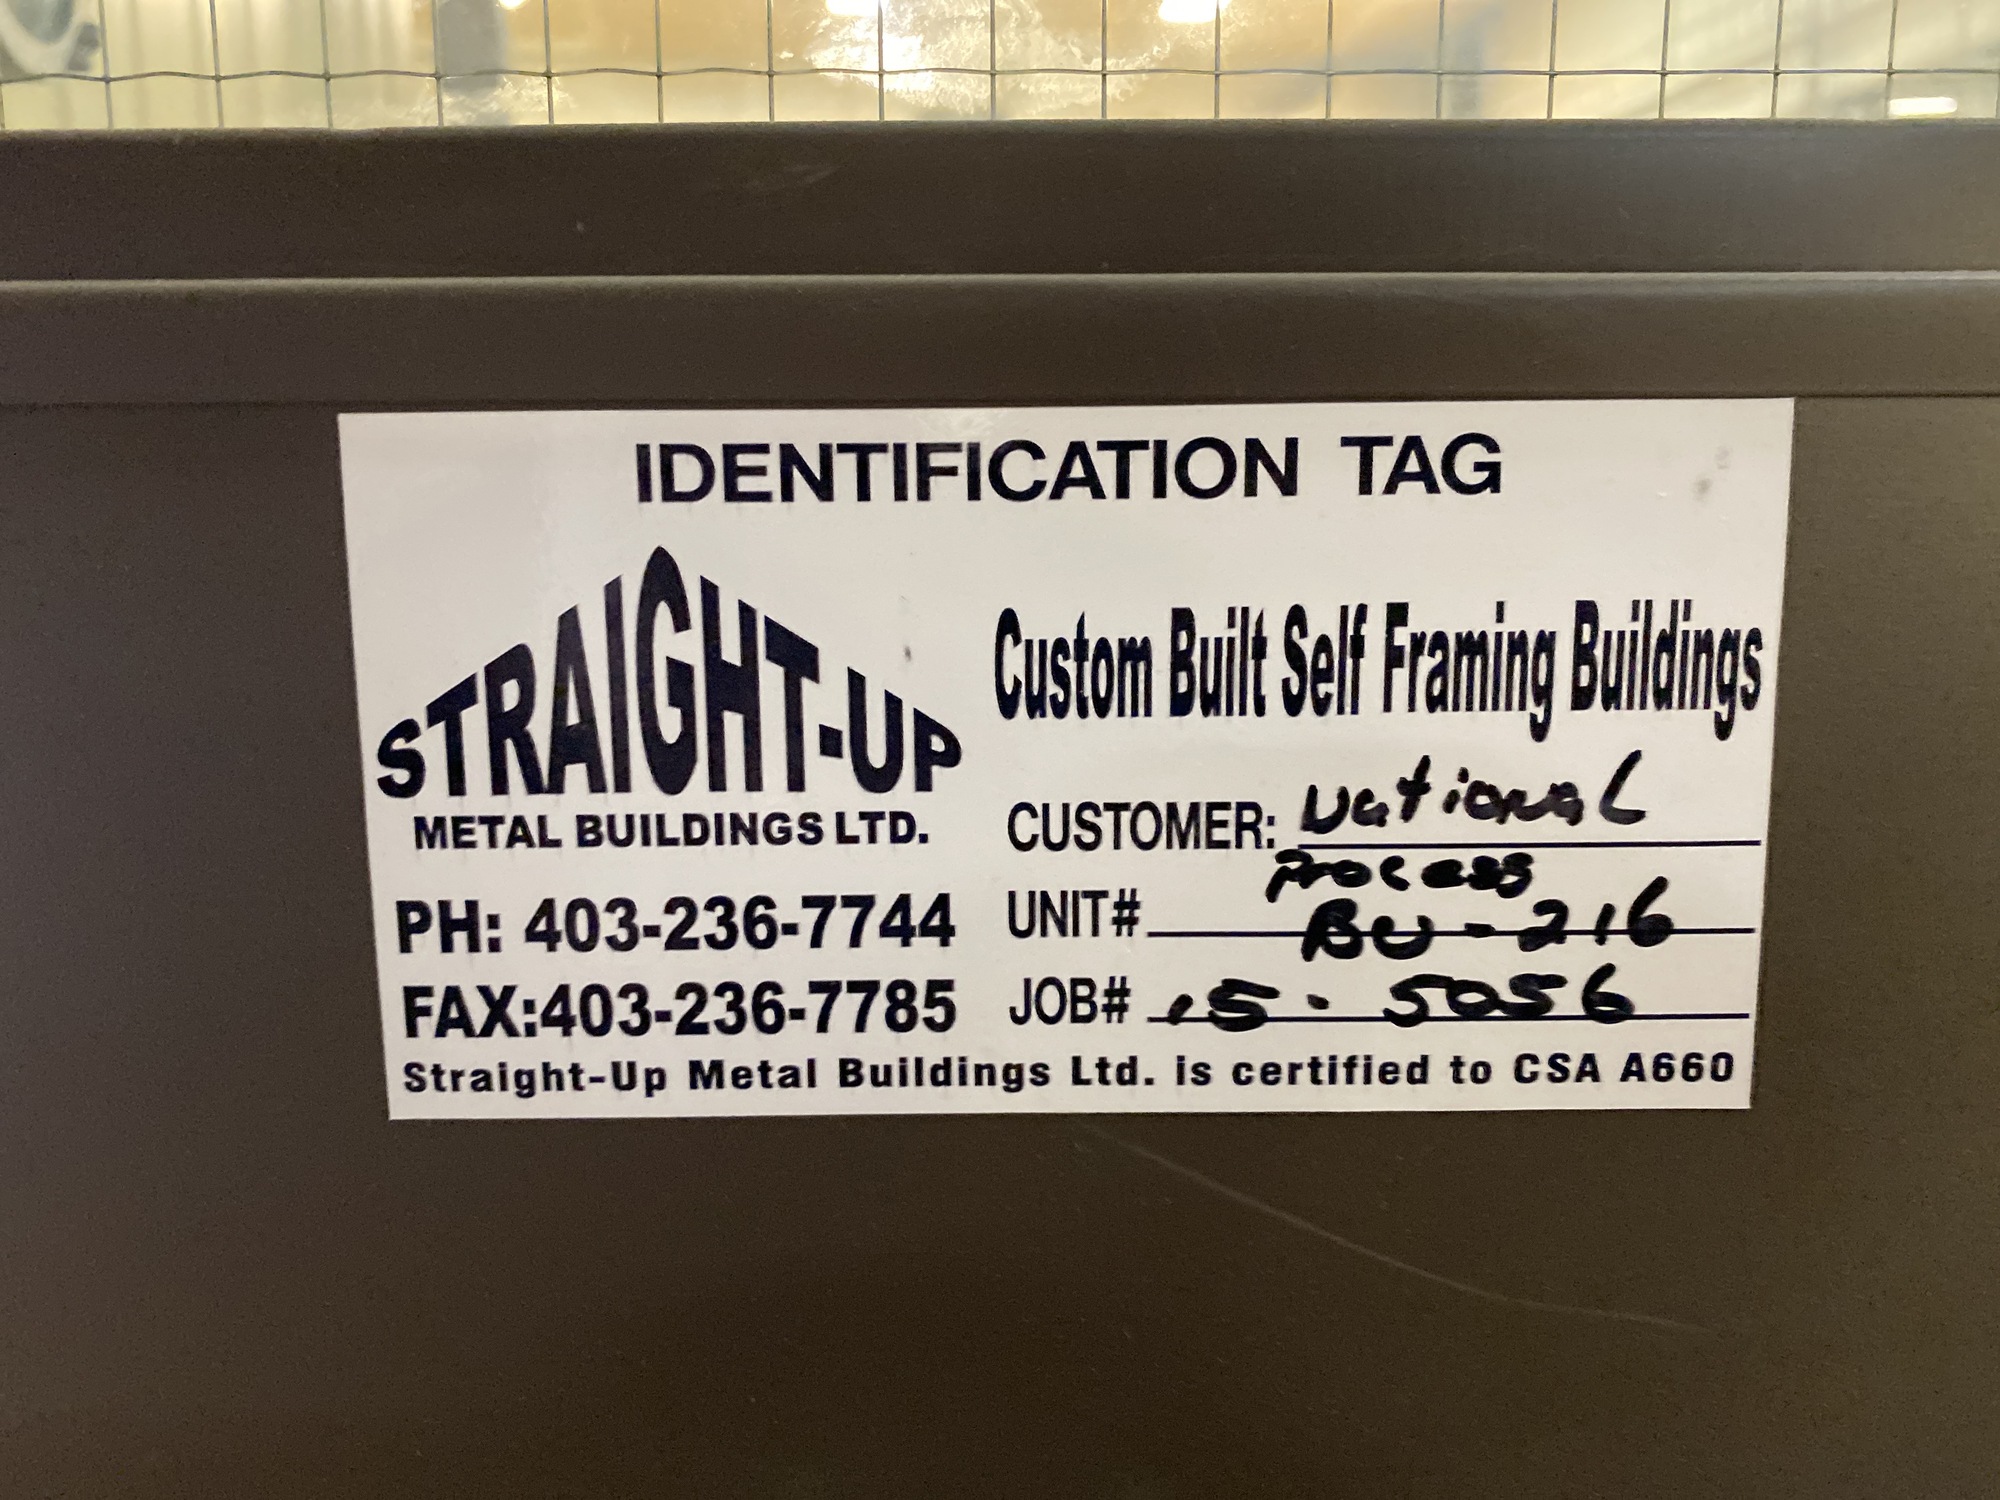 IDENTIFICATION TAG
STRAIGHT-UP
METAL BUILDINGS LTD.
PH: 403-236-7744
FAX:403-236-7785
Custom Built Self Framing Buildings
CUSTOMER: National
Process
UNIT# BU-216
JOB# 15-5056
Straight-Up Metal Buildings Ltd. is certified to CSA A660